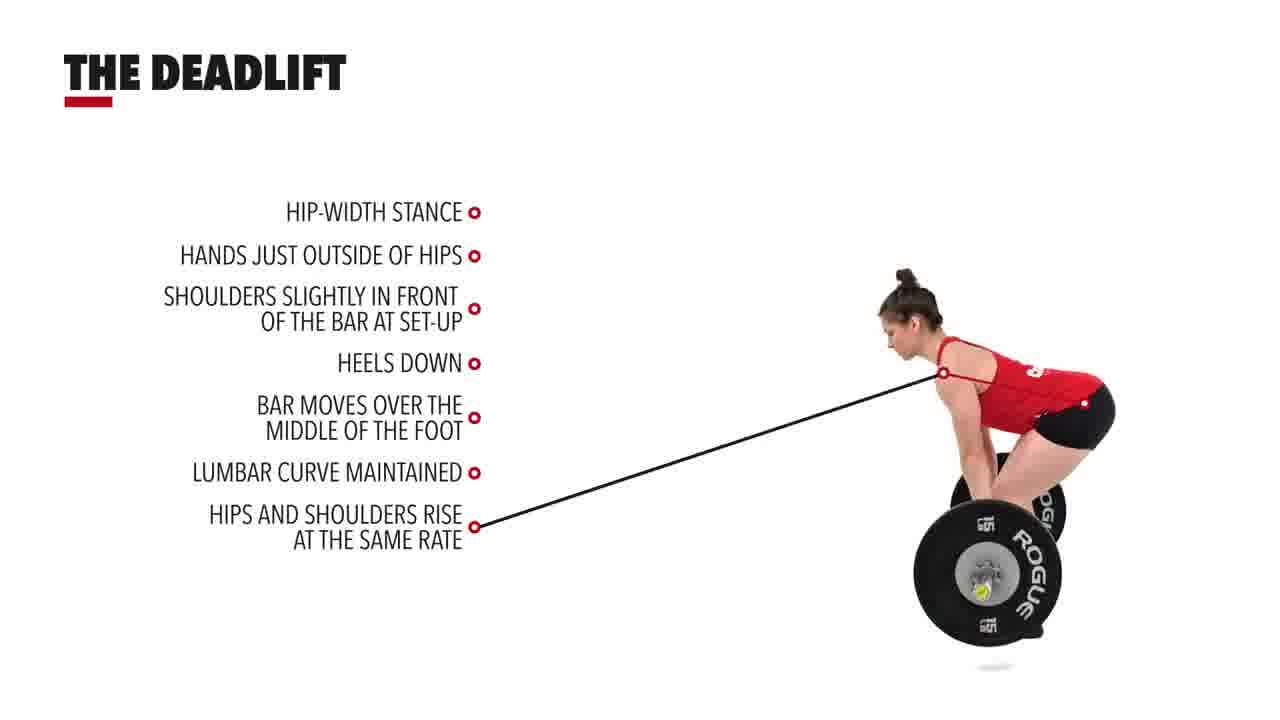 THE DEADLIFT
HIP-WIDTH STANCE
HANDS JUST OUTSIDE OF HIPS
SHOULDERS SLIGHTLY IN FRONT
OF THE BAR AT SET-UP
HEELS DOWN
BAR MOVES OVER THE
MIDDLE OF THE FOOT
LUMBAR CURVE MAINTAINED
HIPS AND SHOULDERS RISE
AT THE SAME RATE
15
LB
ROGUE
15
LB